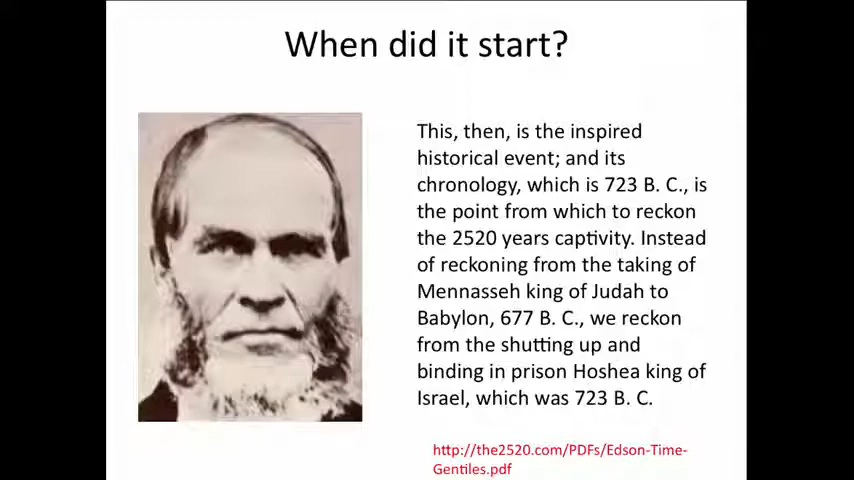 When did it start?
This, then, is the inspired
historical event; and its
chronology, which is 723 B. C., is
the point from which to reckon
the 2520 years captivity. Instead
of reckoning from the taking of
Mennasseh king of Judah to
Babylon, 677 B. C., we reckon
from the shutting up and
binding in prison Hoshea king of
Israel, which was 723 B. C.
http://the2520.com/PDFs/Edson-Time-
Gentiles.pdf